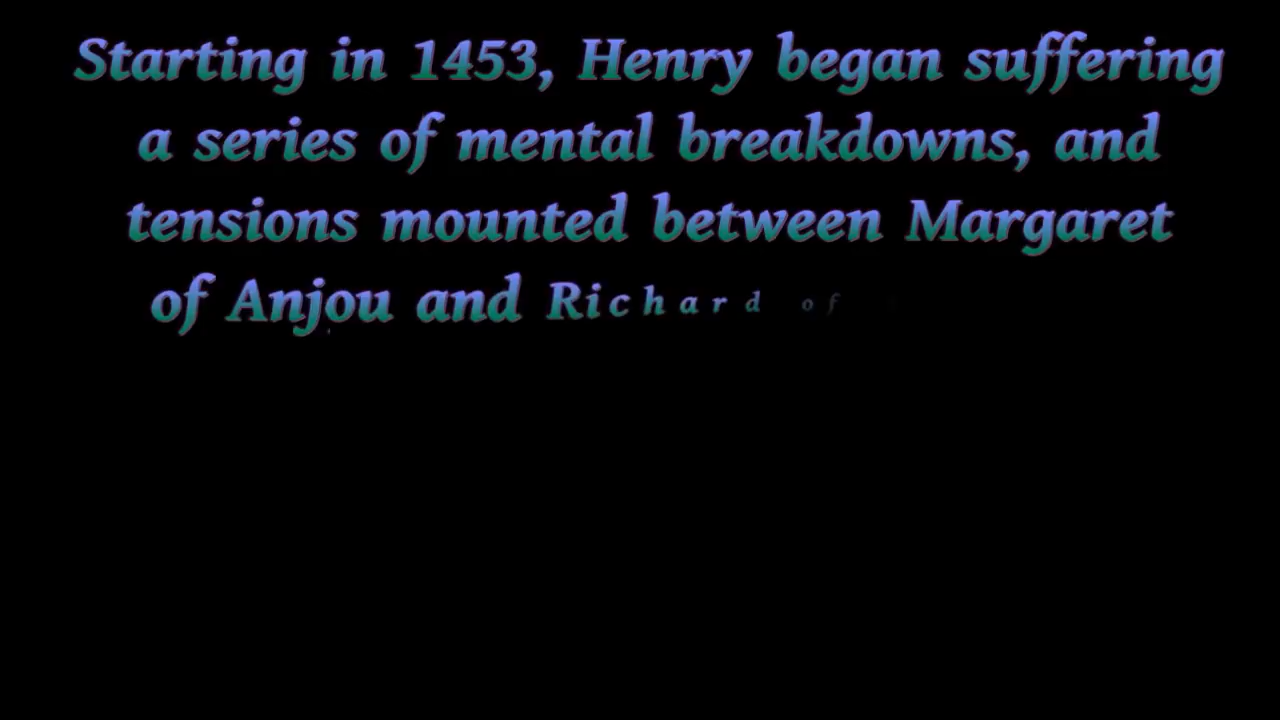 Starting in 1453, Henry began suffering
a series of mental breakdowns, and
tensions mounted between Margaret
of Anjou and Richard of